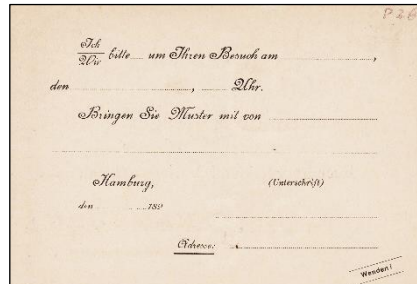 P 26
Ich
Wir bitte um Ihren Besuch am ,
den , Uhr.
Bringen Sie Muster mit von
Hamburg, (Unterschrift)
den 189
Adresse:
Wenden!